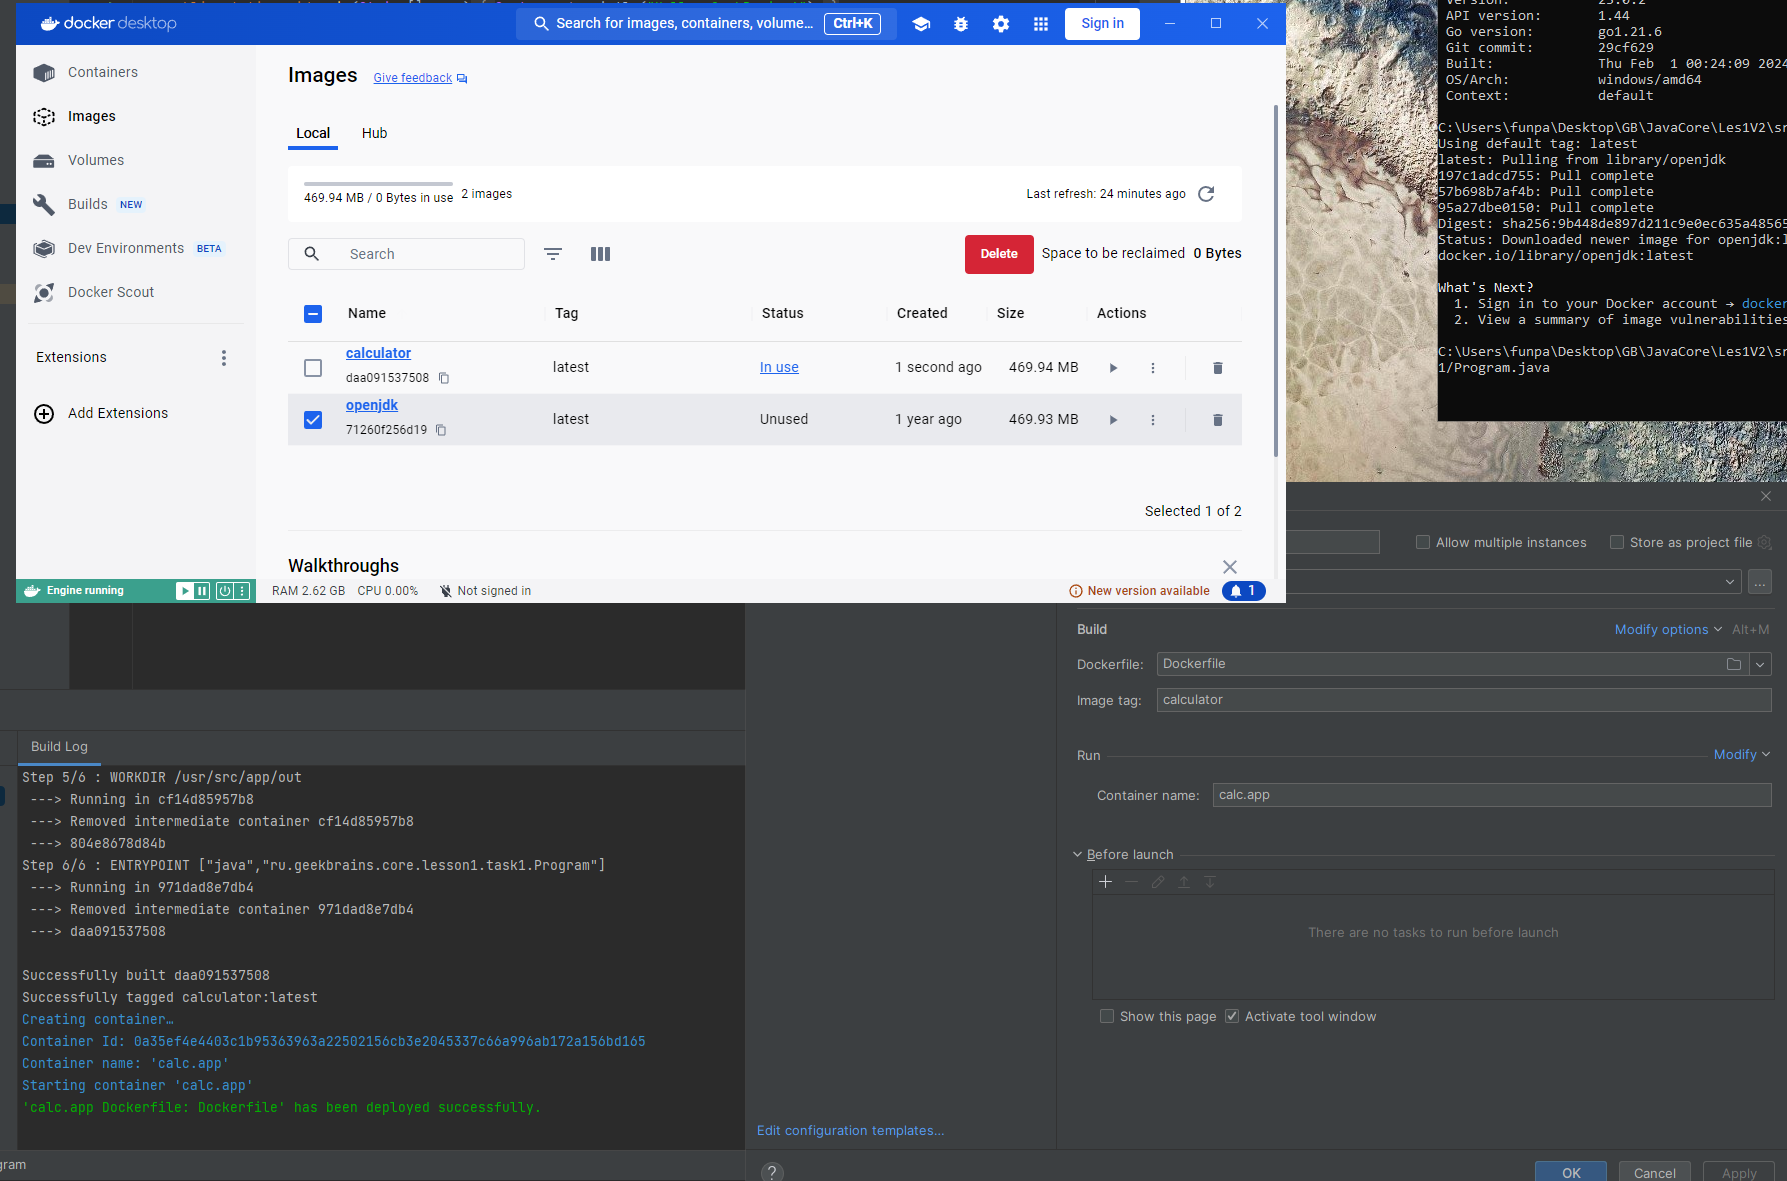 docker desktop
Search for images, containers, volume... Ctrl+K
Sign in
Containers
Images
Volumes
Builds NEW
Dev Environments BETA
Docker Scout
Extensions
Add Extensions
Engine running
Images Give feedback
Local Hub
469.94 MB / 0 Bytes in use 2 images
Last refresh: 24 minutes ago
Search
Delete Space to be reclaimed 0 Bytes
Name Tag Status Created Size Actions
calculator
daa091537508
latest In use 1 second ago 469.94 MB
openjdk
71260f256d19
latest Unused 1 year ago 469.93 MB
Selected 1 of 2
Walkthroughs
RAM 2.62 GB CPU 0.00% Not signed in
New version available 1
API version: 1.44
Go version: go1.21.6
Git commit: 29cf629
Built: Thu Feb 1 00:24:09 2024
OS/Arch: windows/amd64
Context: default
C:\Users\funpa\Desktop\GB\JavaCore\Les1V2\sr
Using default tag: latest
latest: Pulling from library/openjdk
197c1adcd755: Pull complete
57b698b7af4b: Pull complete
95a27dbe0150: Pull complete
Digest: sha256:9b448de897d211c9e0ec635a48565
Status: Downloaded newer image for openjdk:l
docker.io/library/openjdk:latest
What's Next?
1. Sign in to your Docker account → docker
2. View a summary of image vulnerabilities
C:\Users\funpa\Desktop\GB\JavaCore\Les1V2\sr
1/Program.java
Allow multiple instances
Store as project file
...
Build
Modify options Alt+M
Dockerfile: Dockerfile
Image tag: calculator
Run
Modify
Container name: calc.app
Before launch
There are no tasks to run before launch
Show this page
Activate tool window
Edit configuration templates...
?
OK
Cancel
Apply
Build Log
Step 5/6 : WORKDIR /usr/src/app/out
---> Running in cf14d85957b8
---> Removed intermediate container cf14d85957b8
---> 804e8678d84b
Step 6/6 : ENTRYPOINT ["java","ru.geekbrains.core.lesson1.task1.Program"]
---> Running in 971dad8e7db4
---> Removed intermediate container 971dad8e7db4
---> daa091537508
Successfully built daa091537508
Successfully tagged calculator:latest
Creating container…
Container Id: 0a35ef4e4403c1b95363963a22502156cb3e2045337c66a996ab172a156bd165
Container name: 'calc.app'
Starting container 'calc.app'
'calc.app Dockerfile: Dockerfile' has been deployed successfully.
gram